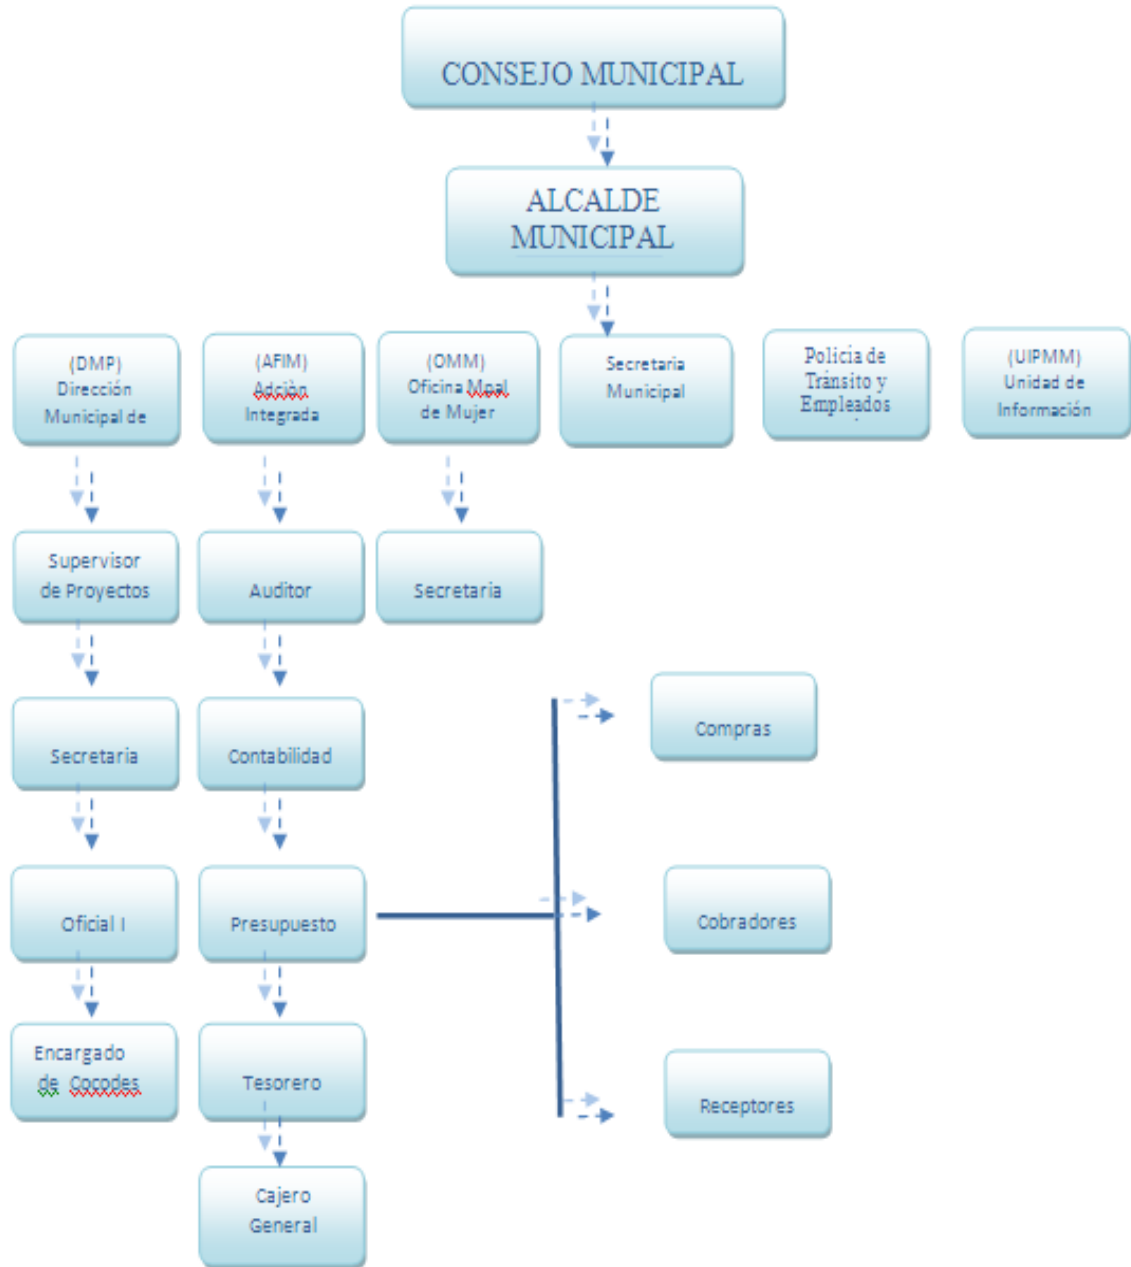 CONSEJO MUNICIPAL
ALCALDE
MUNICIPAL
(DMP)
Dirección
Municipal de
(AFIM)
Adciòn
Integrada
(OMM)
Oficina Mpal
de Mujer
Secretaria
Municipal
Policía de
Tránsito y
Empleados
(UIPMM)
Unidad de
Información
Supervisor
de Proyectos
Auditor
Secretaria
Secretaria
Contabilidad
Compras
Oficial I
Presupuesto
Cobradores
Encargado
de Cocodes
Tesorero
Receptores
Cajero
General